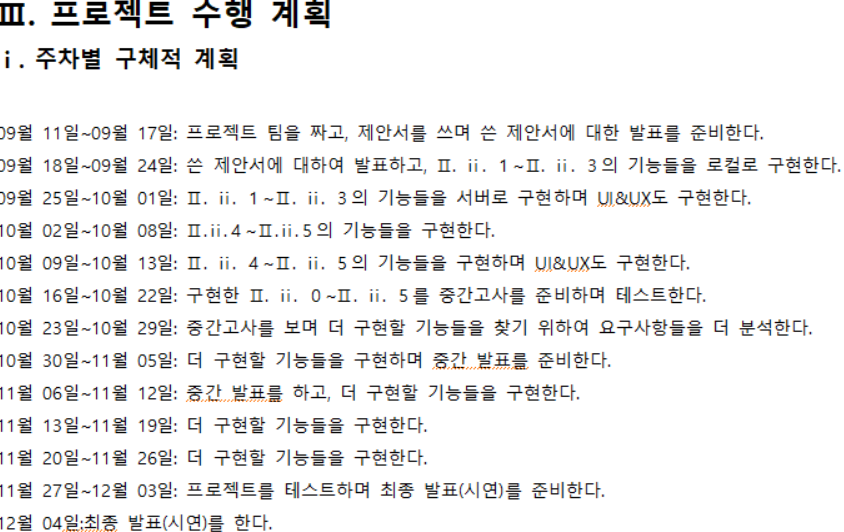 Ⅲ. 프로젝트 수행 계획
ⅰ. 주차별 구체적 계획
09월 11일~09월 17일: 프로젝트 팀을 짜고, 제안서를 쓰며 쓴 제안서에 대한 발표를 준비한다.
09월 18일~09월 24일: 쓴 제안서에 대하여 발표하고, Ⅱ. ⅱ. 1~Ⅱ. ⅱ. 3의 기능들을 로컬로 구현한다.
09월 25일~10월 01일: Ⅱ. ⅱ. 1~Ⅱ. ⅱ. 3의 기능들을 서버로 구현하며 UI&UX도 구현한다.
10월 02일~10월 08일: Ⅱ.ⅱ.4~Ⅱ.ⅱ.5의 기능들을 구현한다.
10월 09일~10월 13일: Ⅱ. ⅱ. 4~Ⅱ. ⅱ. 5의 기능들을 구현하며 UI&UX도 구현한다.
10월 16일~10월 22일: 구현한 Ⅱ. ⅱ. 0~Ⅱ. ⅱ. 5를 중간고사를 준비하며 테스트한다.
10월 23일~10월 29일: 중간고사를 보며 더 구현할 기능들을 찾기 위하여 요구사항들을 더 분석한다.
10월 30일~11월 05일: 더 구현할 기능들을 구현하며 중간 발표를 준비한다.
11월 06일~11월 12일: 중간 발표를 하고, 더 구현할 기능들을 구현한다.
11월 13일~11월 19일: 더 구현할 기능들을 구현한다.
11월 20일~11월 26일: 더 구현할 기능들을 구현한다.
11월 27일~12월 03일: 프로젝트를 테스트하며 최종 발표(시연)를 준비한다.
12월 04일:최종 발표(시연)를 한다.